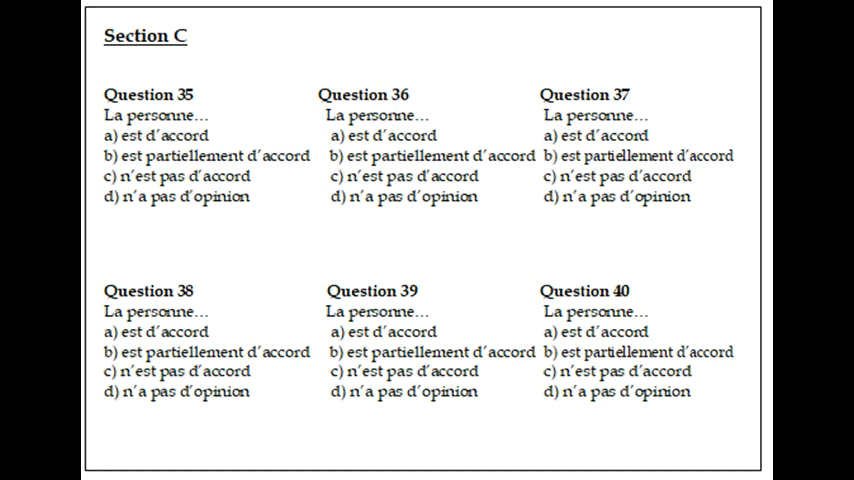 Section C
Question 35
La personne...
a) est d'accord
b) est partiellement d'accord
c) n'est pas d'accord
d) n'a pas d'opinion
Question 36
La personne...
a) est d'accord
b) est partiellement d'accord
c) n'est pas d'accord
d) n'a pas d'opinion
Question 37
La personne...
a) est d'accord
b) est partiellement d'accord
c) n'est pas d'accord
d) n'a pas d'opinion
Question 38
La personne...
a) est d'accord
b) est partiellement d'accord
c) n'est pas d'accord
d) n'a pas d'opinion
Question 39
La personne...
a) est d'accord
b) est partiellement d'accord
c) n'est pas d'accord
d) n'a pas d'opinion
Question 40
La personne...
a) est d'accord
b) est partiellement d'accord
c) n'est pas d'accord
d) n'a pas d'opinion